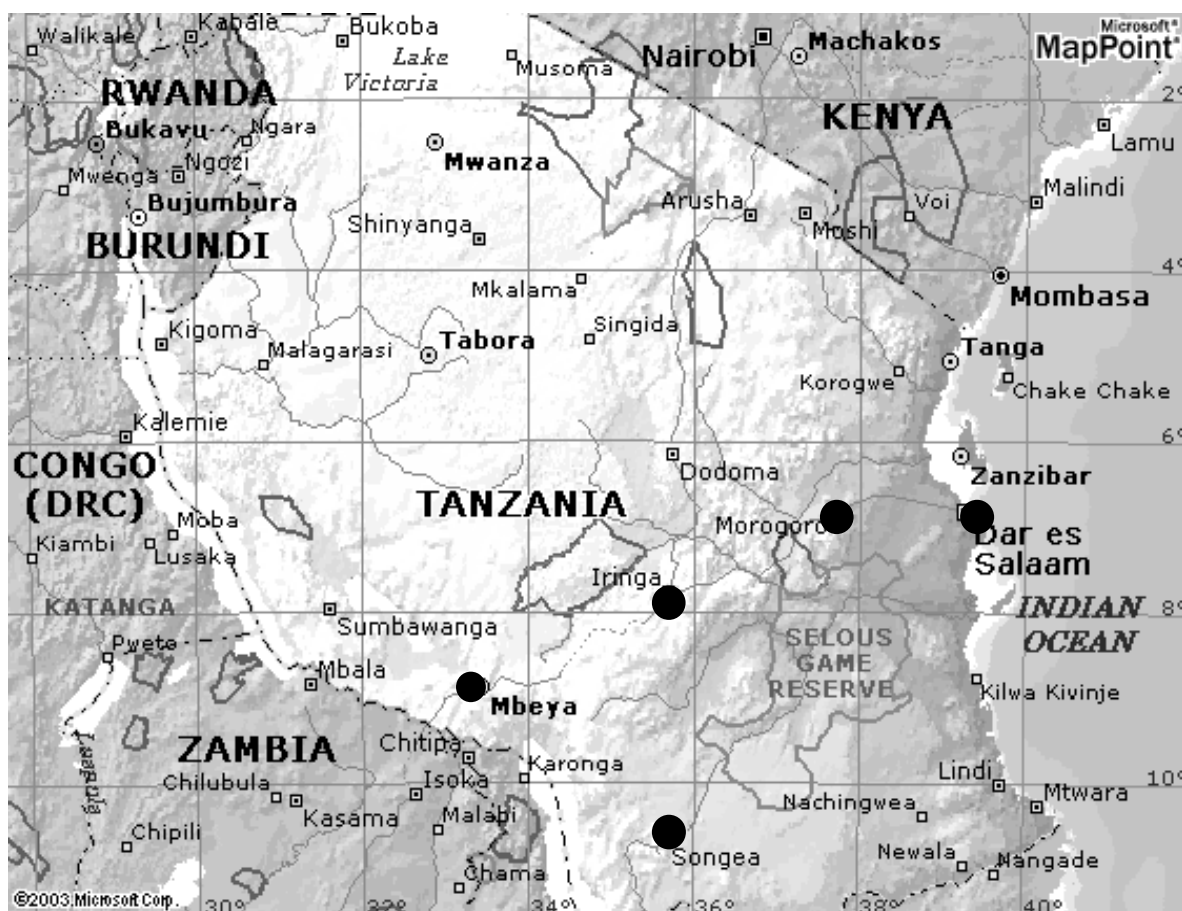 Microsoft®
MapPoint®
Kabale
Bukoba
Walikale
Lake
Victoria
Musoma
Nairobi
Machakos
RWANDA
2°
KENYA
Bukavu
Ngara
Lamu
Mwanza
Ngozi
Mwenga
Malindi
Bujumbura
Arusha
Voi
Shinyanga
Moshi
BURUNDI
4°
Mkalama
Mombasa
Kigoma
Singida
Tabora
Tanga
Malagarasi
Korogwe
Chake Chake
Kalemie
6°
CONGO
(DRC)
Dodoma
Zanzibar
TANZANIA
Moba
Morogoro
Dar es
Salaam
Kiambi
Lusaka
Iringa
KATANGA
8°
INDIAN
OCEAN
Sumbawanga
SELOUS
GAME
RESERVE
Pweto
Mbala
Kilwa Kivinje
Mbeya
ZAMBIA
Chitipa
Karonga
Luapula
Chilubula
Isoka
Lindi
10°
Mtwara
Nachingwea
Kasama
Malabi
Chipili
Songea
Newala
Nangade
Chama
©2003 Microsoft Corp.
30°
32°
34°
36°
38°
40°